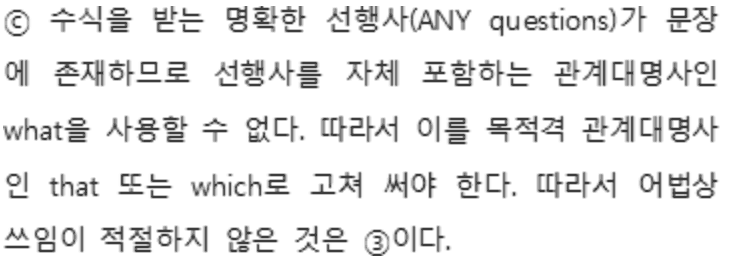 ⓒ 수식을 받는 명확한 선행사(ANY questions)가 문장
에 존재하므로 선행사를 자체 포함하는 관계대명사인
what을 사용할 수 없다. 따라서 이를 목적격 관계대명사
인 that 또는 which로 고쳐 써야 한다. 따라서 어법상
쓰임이 적절하지 않은 것은 ③이다.